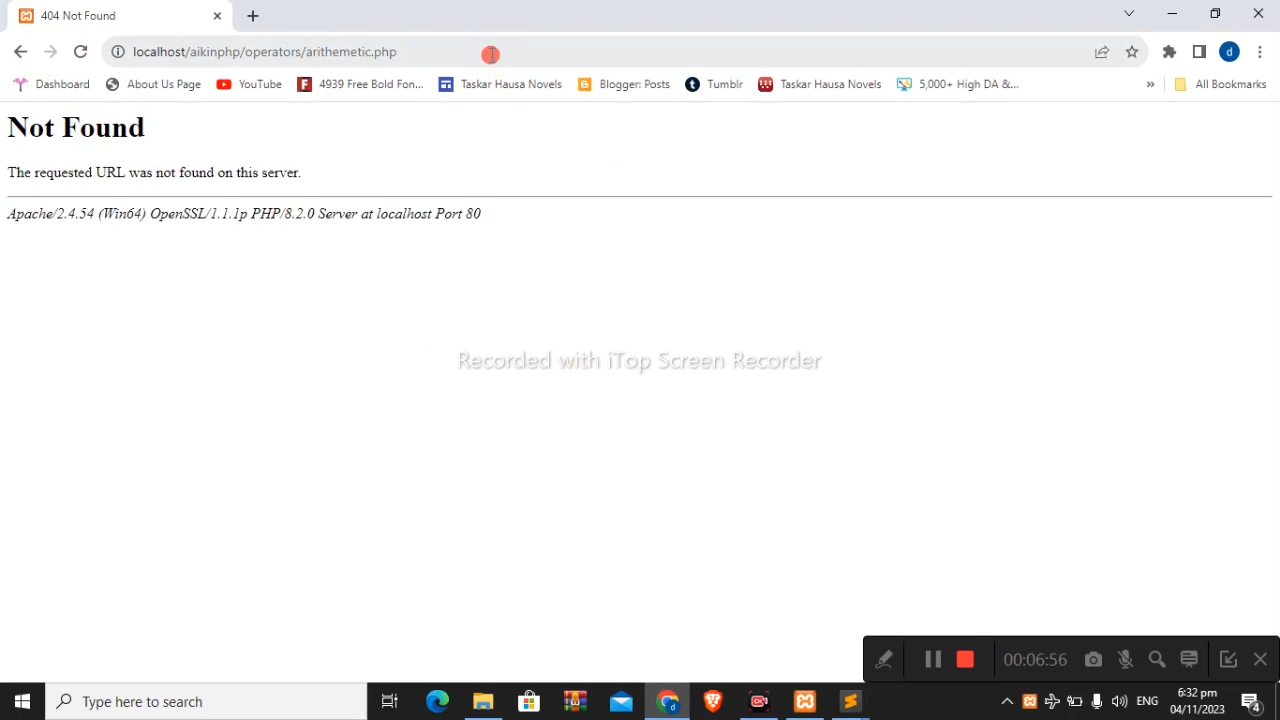 404 Not Found
localhost/aikinphp/operators/arithemetic.php
d
Dashboard
About Us Page
YouTube
4939 Free Bold Fon...
Taskar Hausa Novels
Blogger: Posts
Tumblr
Taskar Hausa Novels
5,000+ High DA &...
»
All Bookmarks
Not Found
The requested URL was not found on this server.
Apache/2.4.54 (Win64) OpenSSL/1.1.1p PHP/8.2.0 Server at localhost Port 80
Recorded with iTop Screen Recorder
00:06:56
Type here to search
ENG
6:32 pm
04/11/2023
4